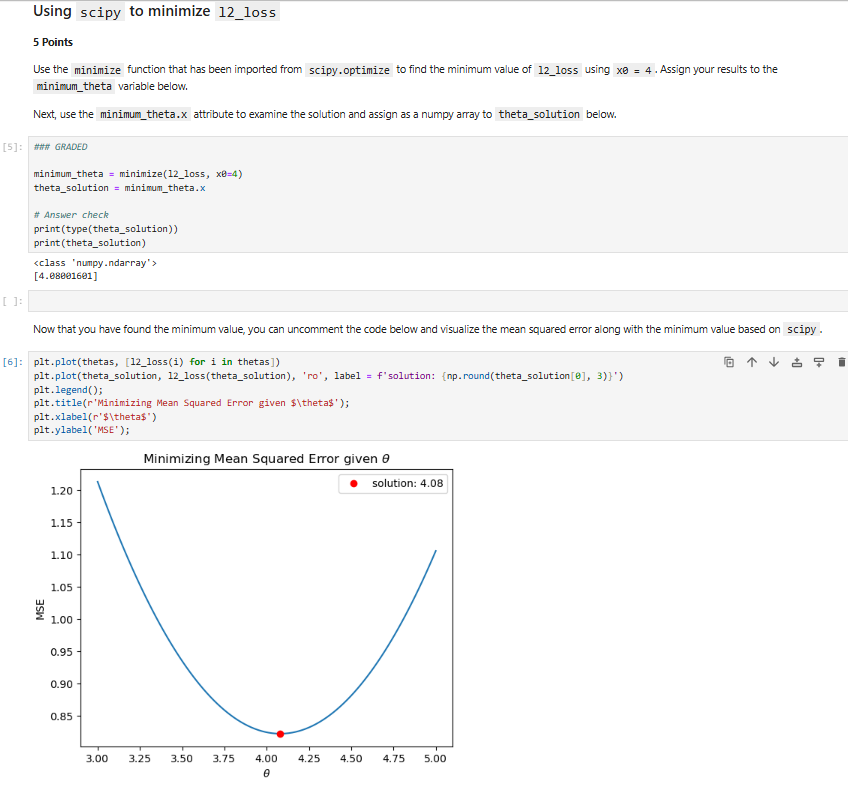 Using scipy to minimize l2_loss
5 Points
Use the minimize function that has been imported from scipy.optimize to find the minimum value of l2_loss using x0 = 4 . Assign your results to the
minimum_theta variable below.
Next, use the minimum_theta.x attribute to examine the solution and assign as a numpy array to theta_solution below.
[5]: ### GRADED
minimum_theta = minimize(l2_loss, x0=4)
theta_solution = minimum_theta.x
# Answer check
print(type(theta_solution))
print(theta_solution)
<class 'numpy.ndarray'>
[4.08001601]
[ ]:
Now that you have found the minimum value, you can uncomment the code below and visualize the mean squared error along with the minimum value based on scipy .
[6]: plt.plot(thetas, [l2_loss(i) for i in thetas])
plt.plot(theta_solution, l2_loss(theta_solution), 'ro', label = f'solution: {np.round(theta_solution[0], 3)}')
plt.legend();
plt.title(r'Minimizing Mean Squared Error given $\theta$');
plt.xlabel(r'$\theta$')
plt.ylabel('MSE');
Minimizing Mean Squared Error given θ
solution: 4.08
1.20
1.15
1.10
1.05
1.00
0.95
0.90
0.85
MSE
3.00 3.25 3.50 3.75 4.00 4.25 4.50 4.75 5.00
θ